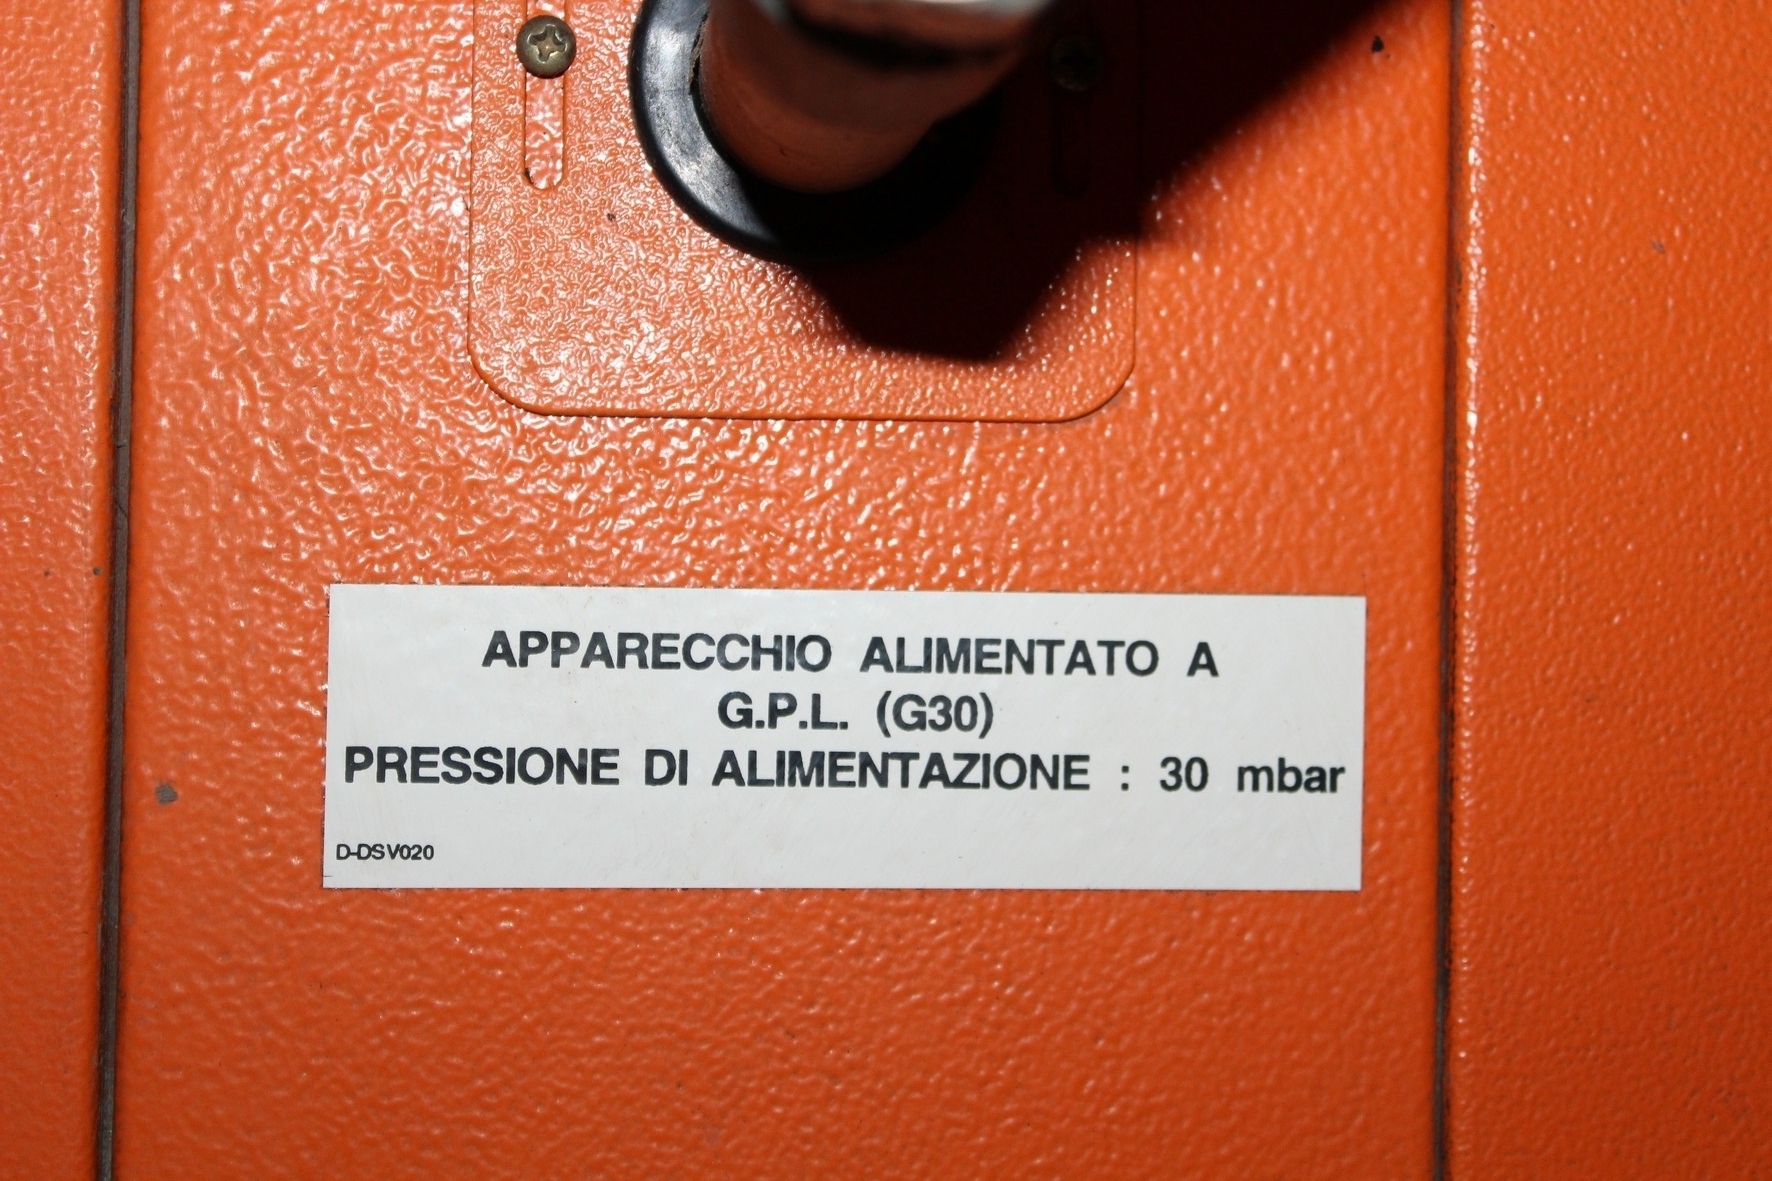 APPARECCHIO ALIMENTATO A
G.P.L. (G30)
PRESSIONE DI ALIMENTAZIONE : 30 mbar
D-DSV020